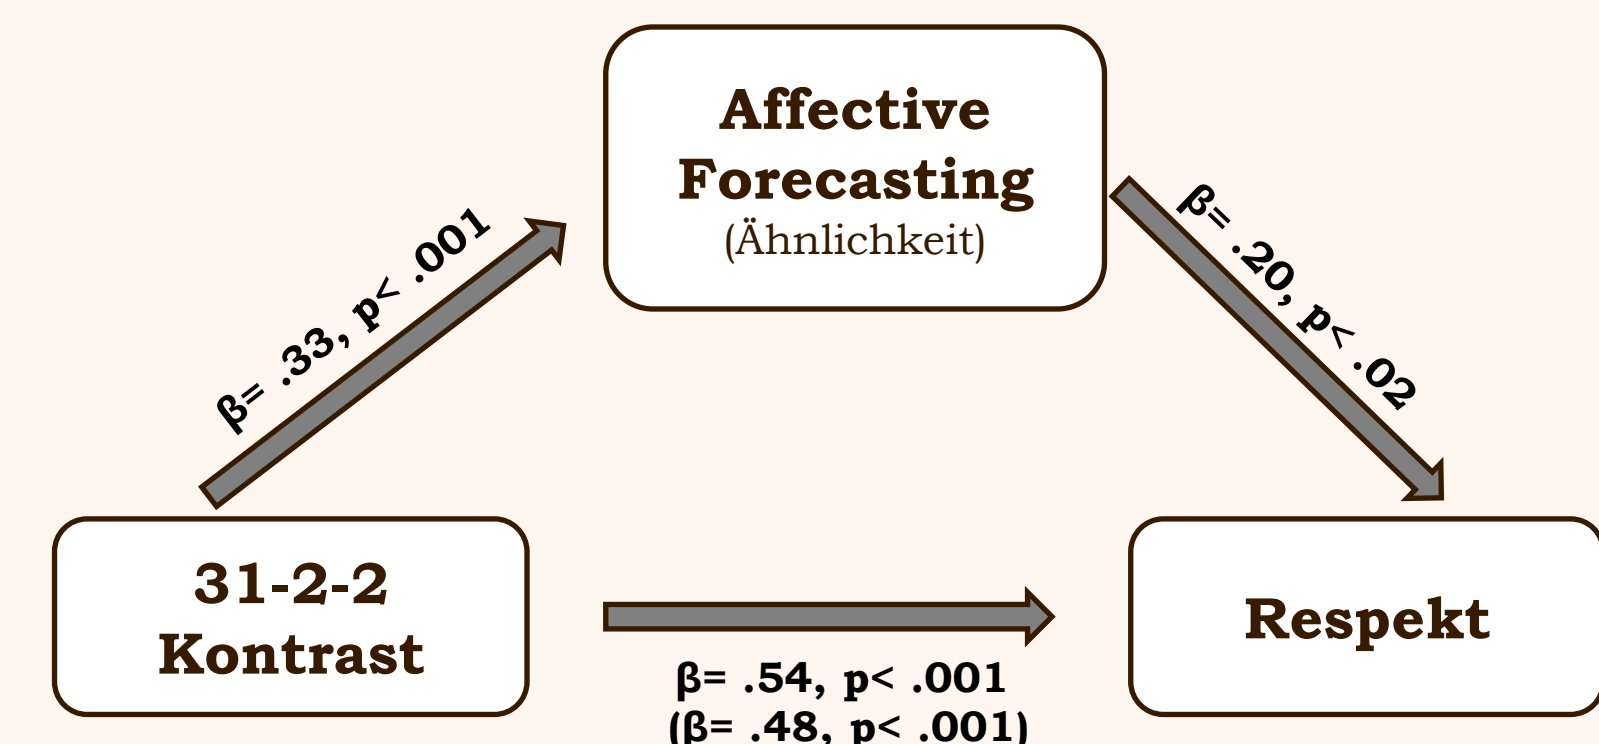 Affective
Forecasting
(Ähnlichkeit)
β= .33, p< .001
β= .20, p< .02
31-2-2
Kontrast
Respekt
β= .54, p< .001
(β= .48, p< .001)